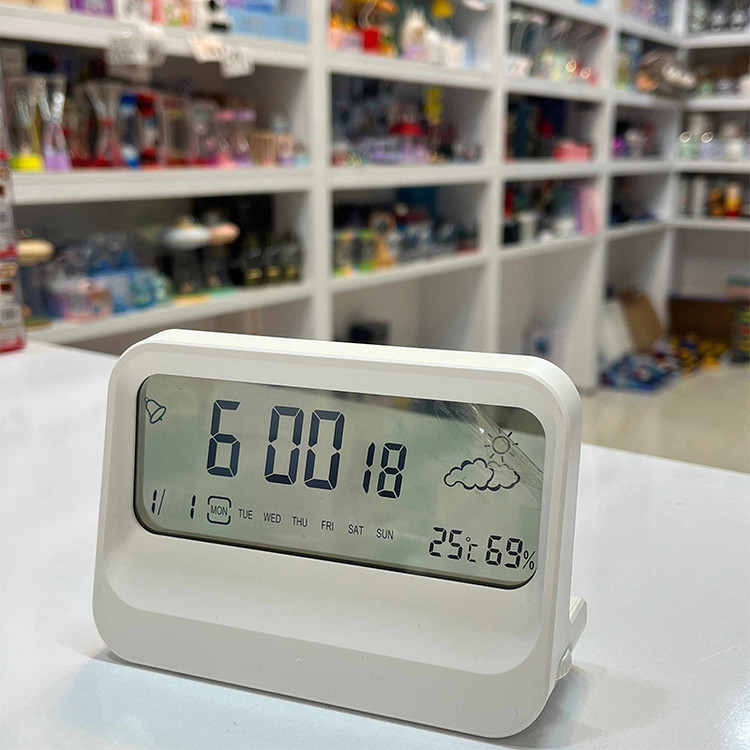 6 00 18
1/ 1 MON TUE WED THU FRI SAT SUN
25°C 69%